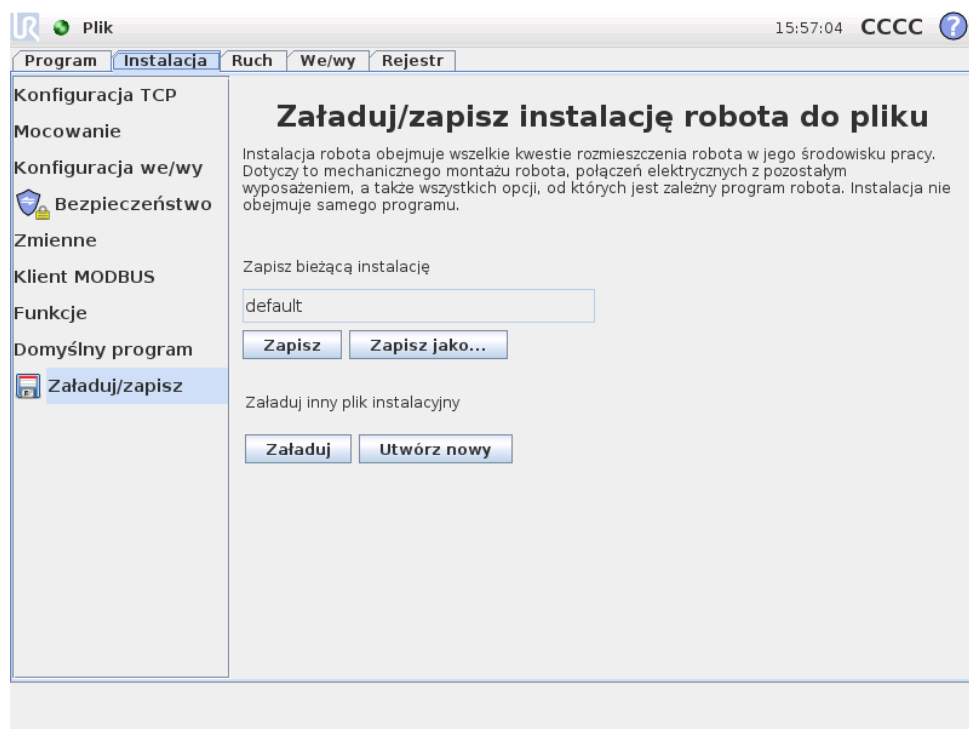 UR Plik 15:57:04 CCCC ?
Program Instalacja Ruch We/wy Rejestr
Konfiguracja TCP
Mocowanie
Konfiguracja we/wy
Bezpieczeństwo
Zmienne
Klient MODBUS
Funkcje
Domyślny program
Załaduj/zapisz
Załaduj/zapisz instalację robota do pliku
Instalacja robota obejmuje wszelkie kwestie rozmieszczenia robota w jego środowisku pracy.
Dotyczy to mechanicznego montażu robota, połączeń elektrycznych z pozostałym
wyposażeniem, a także wszystkich opcji, od których jest zależny program robota. Instalacja nie
obejmuje samego programu.
Zapisz bieżącą instalację
default
Zapisz Zapisz jako...
Załaduj inny plik instalacyjny
Załaduj Utwórz nowy